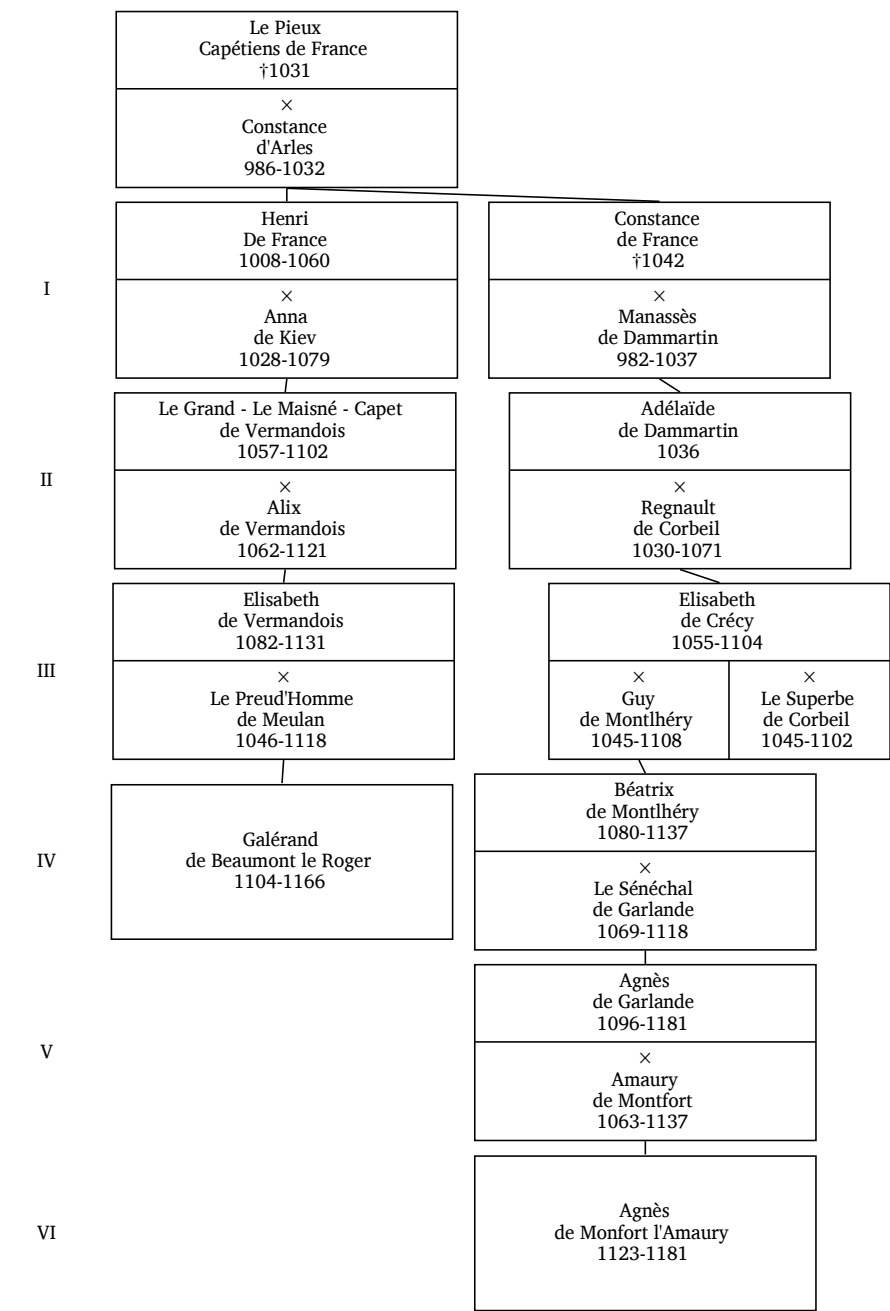 Le Pieux
Capétiens de France
†1031
×
Constance
d'Arles
986-1032
I
Henri
De France
1008-1060
×
Anna
de Kiev
1028-1079
Constance
de France
†1042
×
Manassès
de Dammartin
982-1037
II
Le Grand - Le Maisné - Capet
de Vermandois
1057-1102
×
Alix
de Vermandois
1062-1121
Adélaïde
de Dammartin
1036
×
Regnault
de Corbeil
1030-1071
III
Elisabeth
de Vermandois
1082-1131
×
Le Preud'Homme
de Meulan
1046-1118
Elisabeth
de Crécy
1055-1104
×
Guy
de Montlhéry
1045-1108
×
Le Superbe
de Corbeil
1045-1102
IV
Galérand
de Beaumont le Roger
1104-1166
Béatrix
de Montlhéry
1080-1137
×
Le Sénéchal
de Garlande
1069-1118
V
Agnès
de Garlande
1096-1181
×
Amaury
de Montfort
1063-1137
VI
Agnès
de Monfort l'Amaury
1123-1181